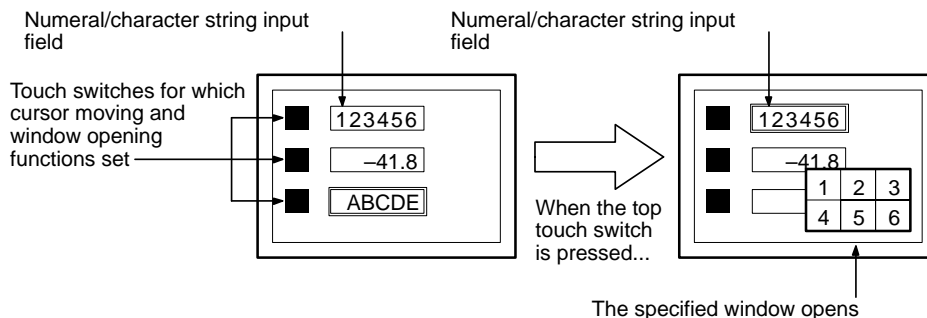 Numeral/character string input
field
Numeral/character string input
field
Touch switches for which
cursor moving and
window opening
functions set
123456
–41.8
ABCDE
When the top
touch switch
is pressed...
123456
–41.8
1 2 3
4 5 6
The specified window opens